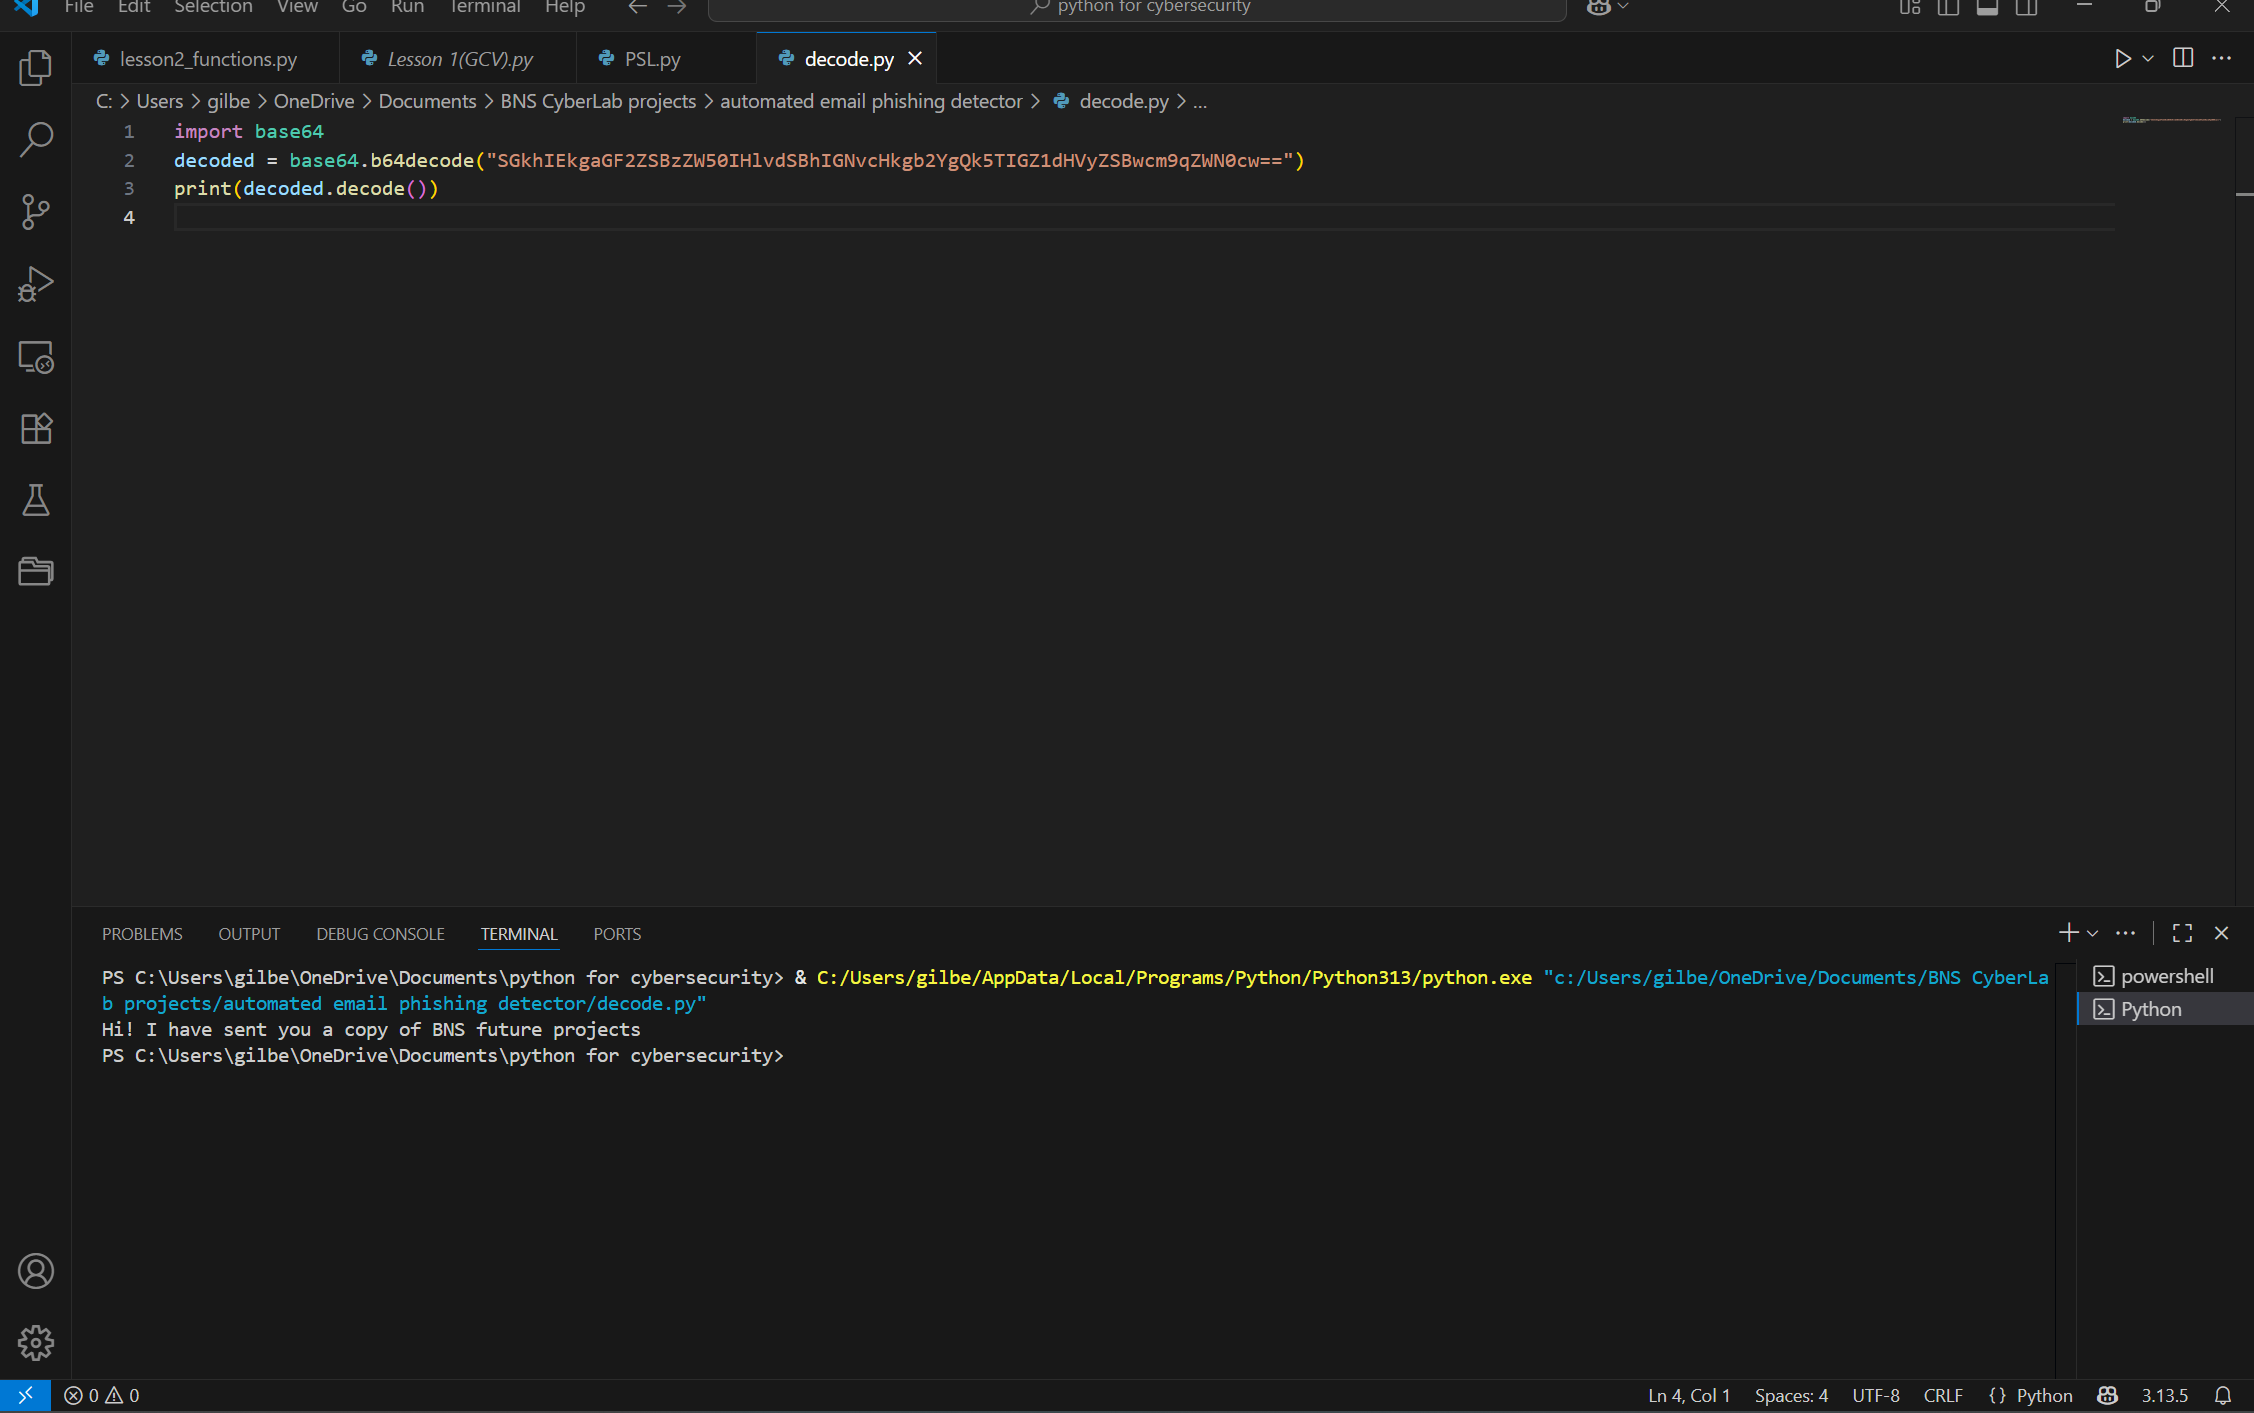 File Edit Selection View Go Run Terminal Help python for cybersecurity
lesson2_functions.py Lesson 1(GCV).py PSL.py decode.py
C: > Users > gilbe > OneDrive > Documents > BNS CyberLab projects > automated email phishing detector > decode.py > ...
1 import base64
2 decoded = base64.b64decode("SGkhIEkgaGF2ZSBzZW50IHlvdSBhIGNvcHkgb2YgQk5TIGZ1dHVyZSBwcm9qZWN0cw==")
3 print(decoded.decode())
4
PROBLEMS OUTPUT DEBUG CONSOLE TERMINAL PORTS
PS C:\Users\gilbe\OneDrive\Documents\python for cybersecurity> & C:/Users/gilbe/AppData/Local/Programs/Python/Python313/python.exe "c:/Users/gilbe/OneDrive/Documents/BNS CyberLa
b projects/automated email phishing detector/decode.py"
Hi! I have sent you a copy of BNS future projects
PS C:\Users\gilbe\OneDrive\Documents\python for cybersecurity>
powershell
Python
0 0 Ln 4, Col 1 Spaces: 4 UTF-8 CRLF {} Python 3.13.5